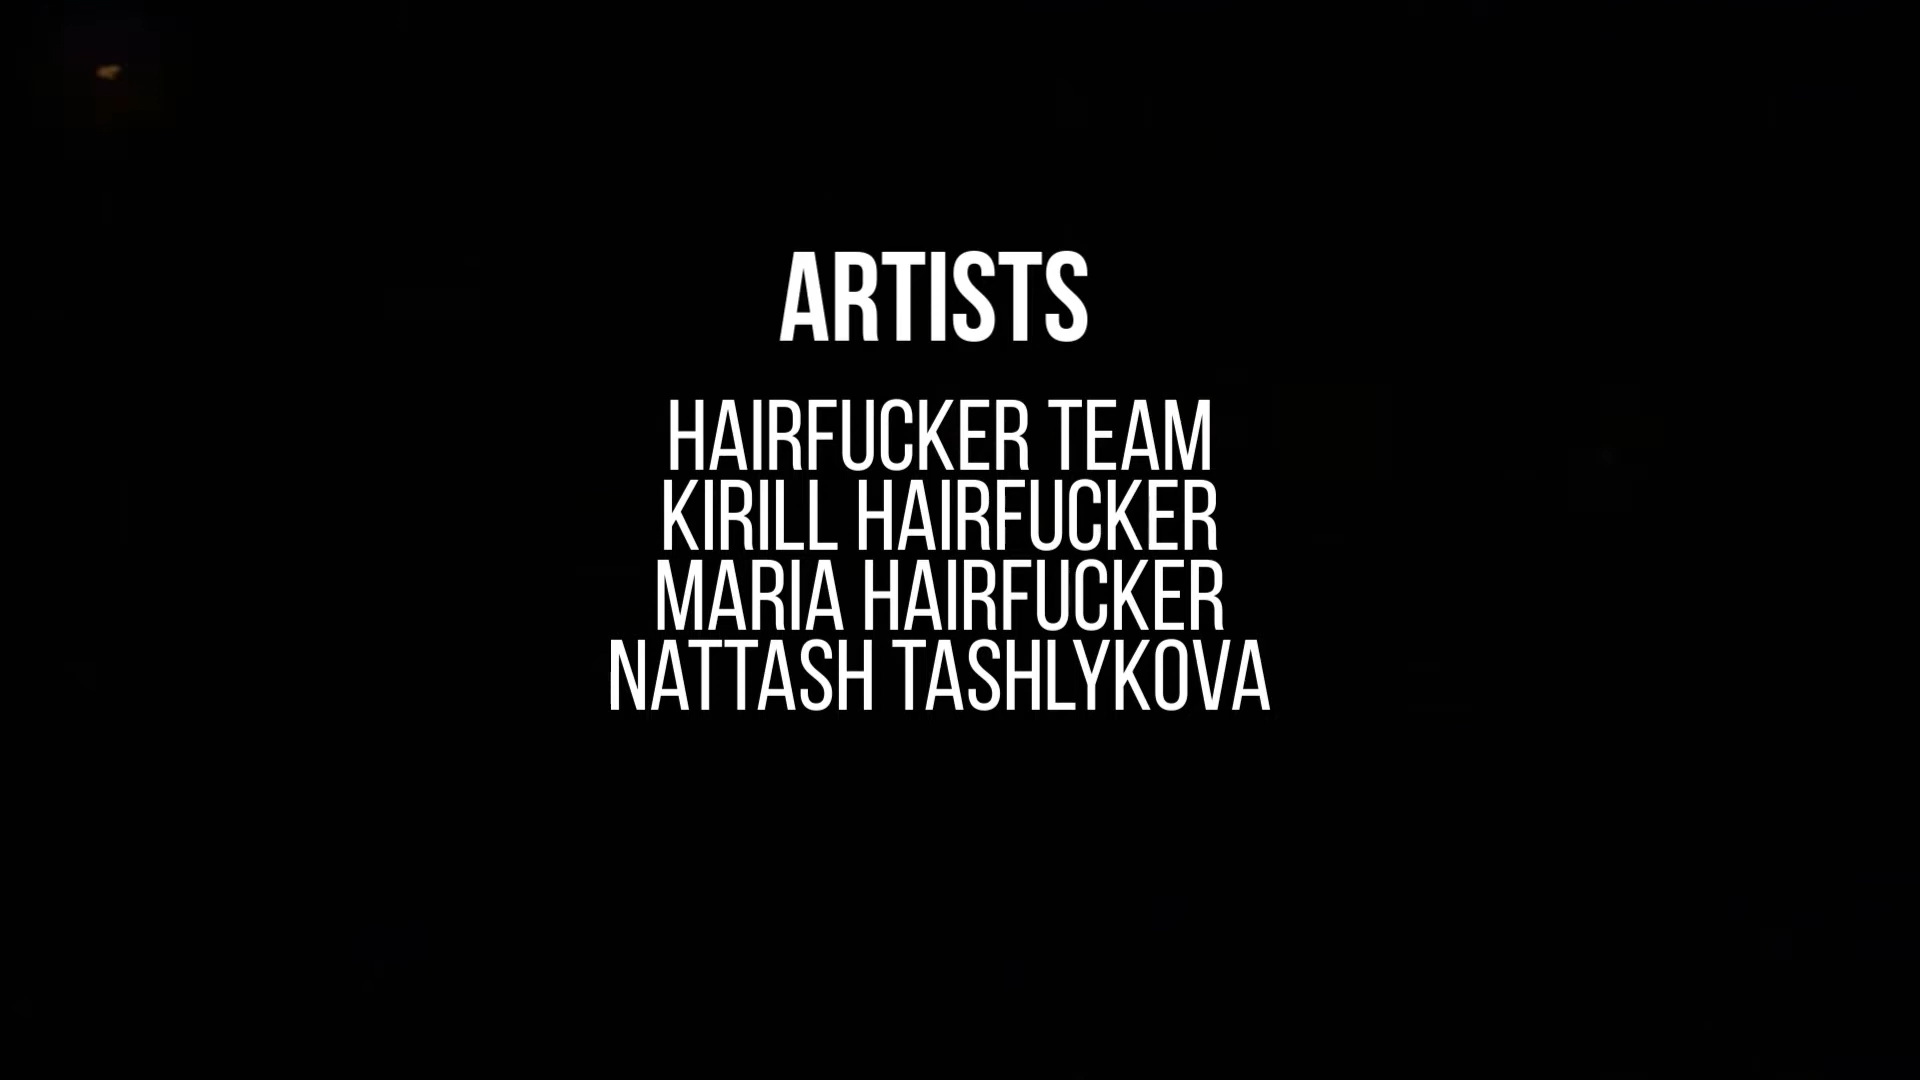 ARTISTS
HAIRFUCKER TEAM
KIRILL HAIRFUCKER
MARIA HAIRFUCKER
NATTASH TASHLYKOVA